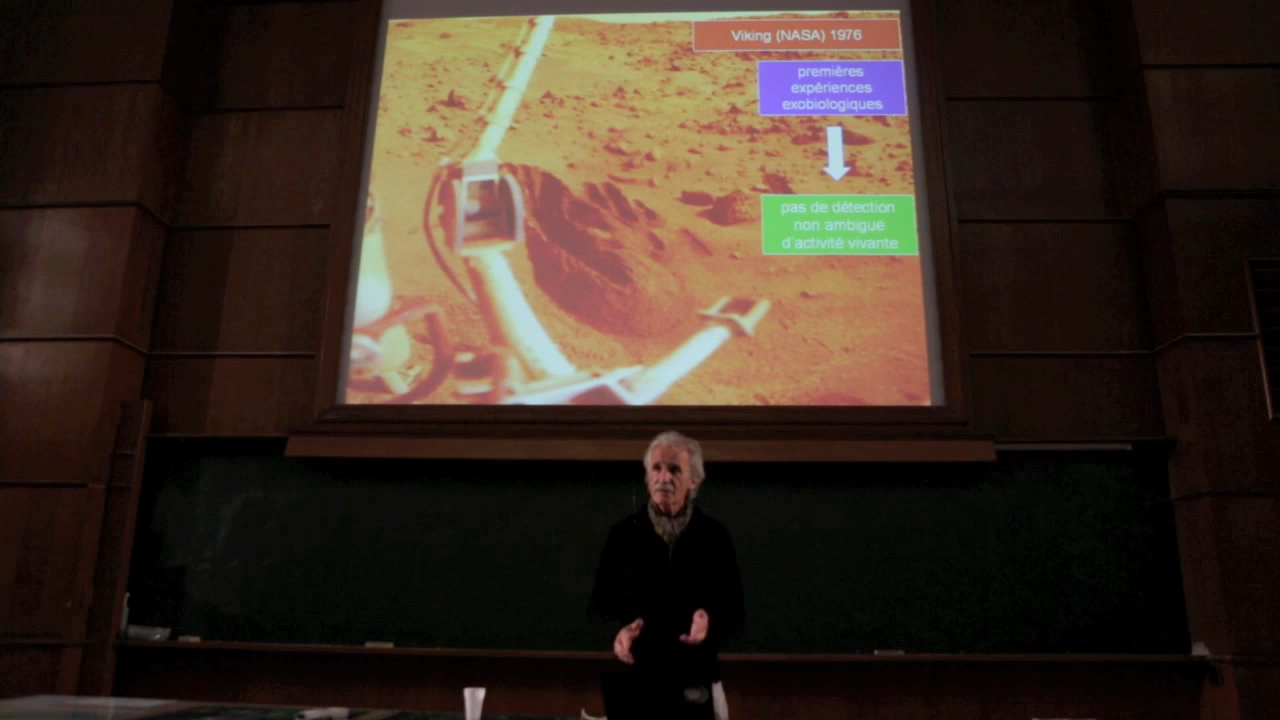 Viking (NASA) 1976
premières
expériences
exobiologiques
pas de détection
non ambiguë
d'activité vivante